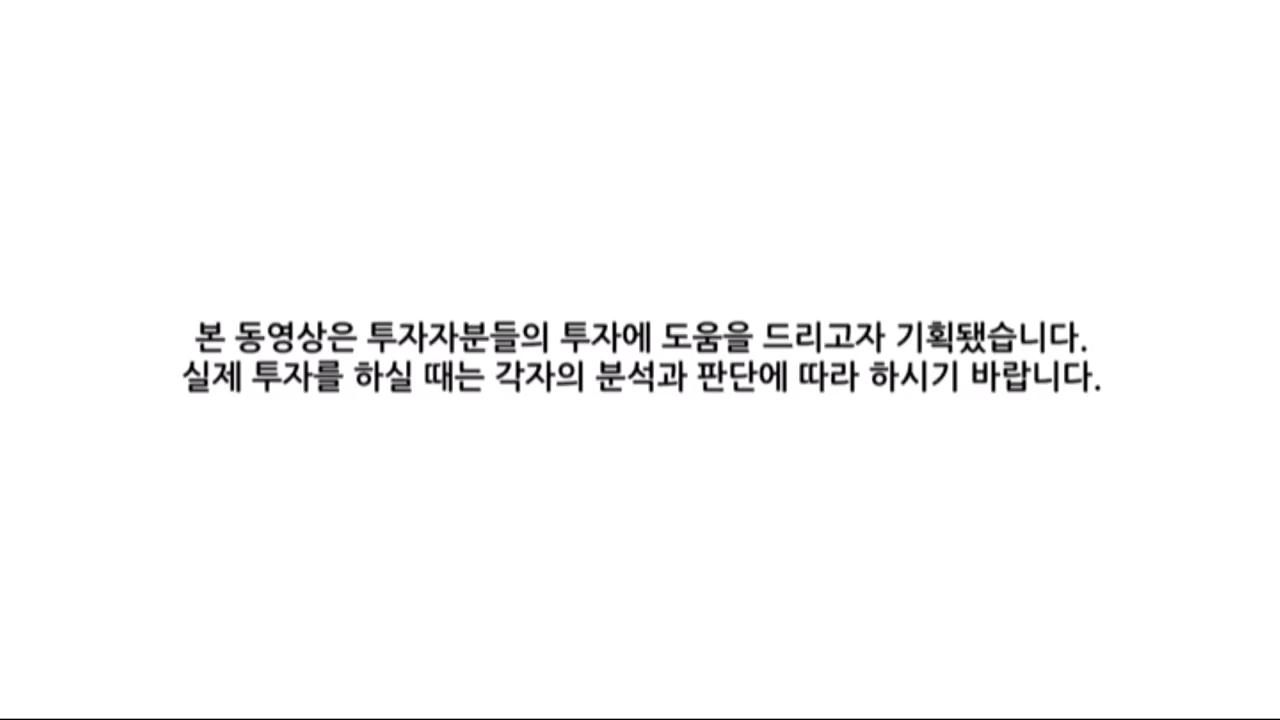 본 동영상은 투자자분들의 투자에 도움을 드리고자 기획됐습니다.
실제 투자를 하실 때는 각자의 분석과 판단에 따라 하시기 바랍니다.